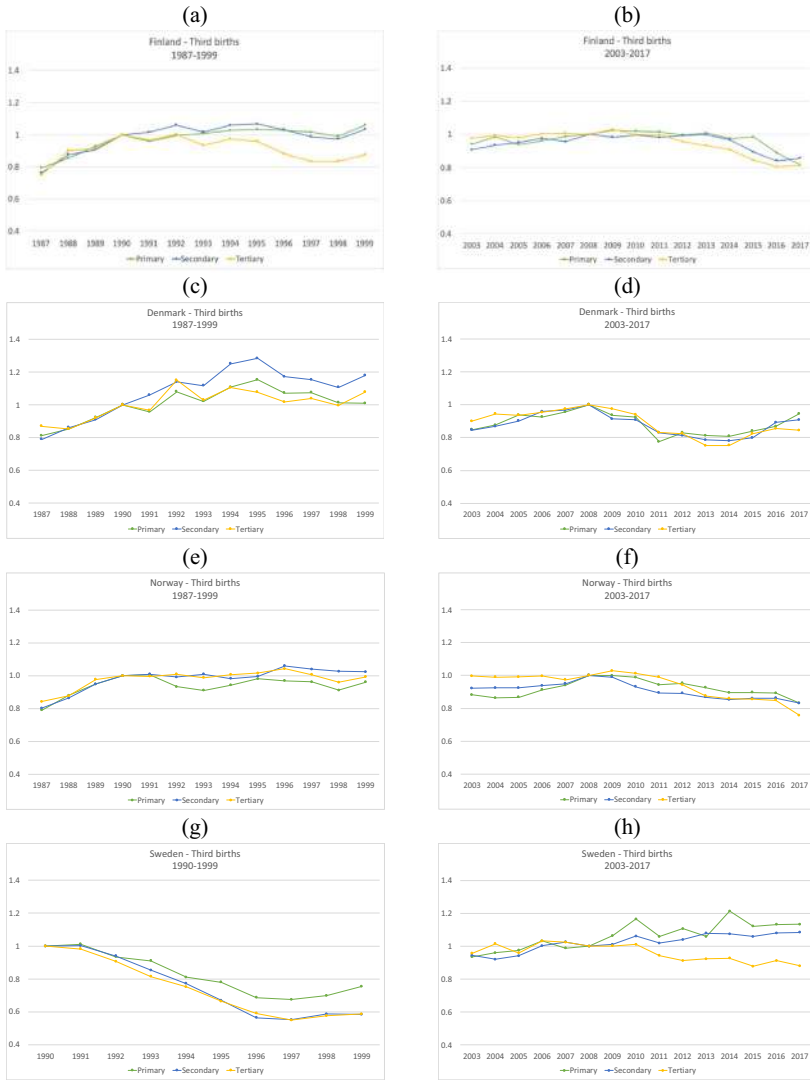 (a)
Finland - Third births
1987-1999
1.4
1.2
1
0.8
0.6
0.4
1987 1988 1989 1990 1991 1992 1993 1994 1995 1996 1997 1998 1999
Primary Secondary Tertiary
(b)
Finland - Third births
2003-2017
1.4
1.2
1
0.8
0.6
0.4
2003 2004 2005 2006 2007 2008 2009 2010 2011 2012 2013 2014 2015 2016 2017
Primary Secondary Tertiary
(c)
Denmark - Third births
1987-1999
1.4
1.2
1
0.8
0.6
0.4
1987 1988 1989 1990 1991 1992 1993 1994 1995 1996 1997 1998 1999
Primary Secondary Tertiary
(d)
Denmark - Third births
2003-2017
1.4
1.2
1
0.8
0.6
0.4
2003 2004 2005 2006 2007 2008 2009 2010 2011 2012 2013 2014 2015 2016 2017
Primary Secondary Tertiary
(e)
Norway - Third births
1987-1999
1.4
1.2
1.0
0.8
0.6
0.4
1987 1988 1989 1990 1991 1992 1993 1994 1995 1996 1997 1998 1999
Primary Secondary Tertiary
(f)
Norway - Third births
2003-2017
1.4
1.2
1.0
0.8
0.6
0.4
2003 2004 2005 2006 2007 2008 2009 2010 2011 2012 2013 2014 2015 2016 2017
Primary Secondary Tertiary
(g)
Sweden - Third births
1990-1999
1.4
1.2
1
0.8
0.6
0.4
1990 1991 1992 1993 1994 1995 1996 1997 1998 1999
Primary Secondary Tertiary
(h)
Sweden - Third births
2003-2017
1.4
1.2
1
0.8
0.6
0.4
2003 2004 2005 2006 2007 2008 2009 2010 2011 2012 2013 2014 2015 2016 2017
Primary Secondary Tertiary